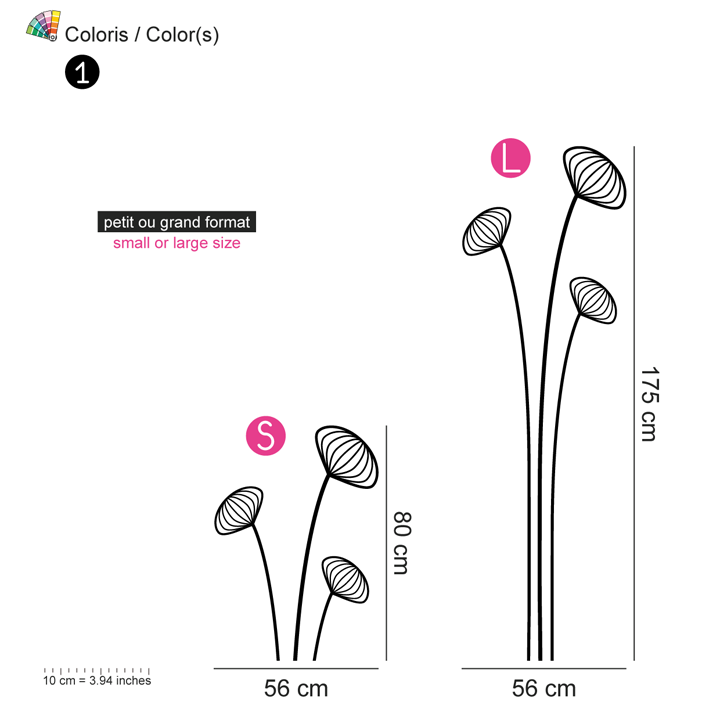 Coloris / Color(s)
1
petit ou grand format
small or large size
L
175 cm
S
80 cm
56 cm
56 cm
10 cm = 3.94 inches